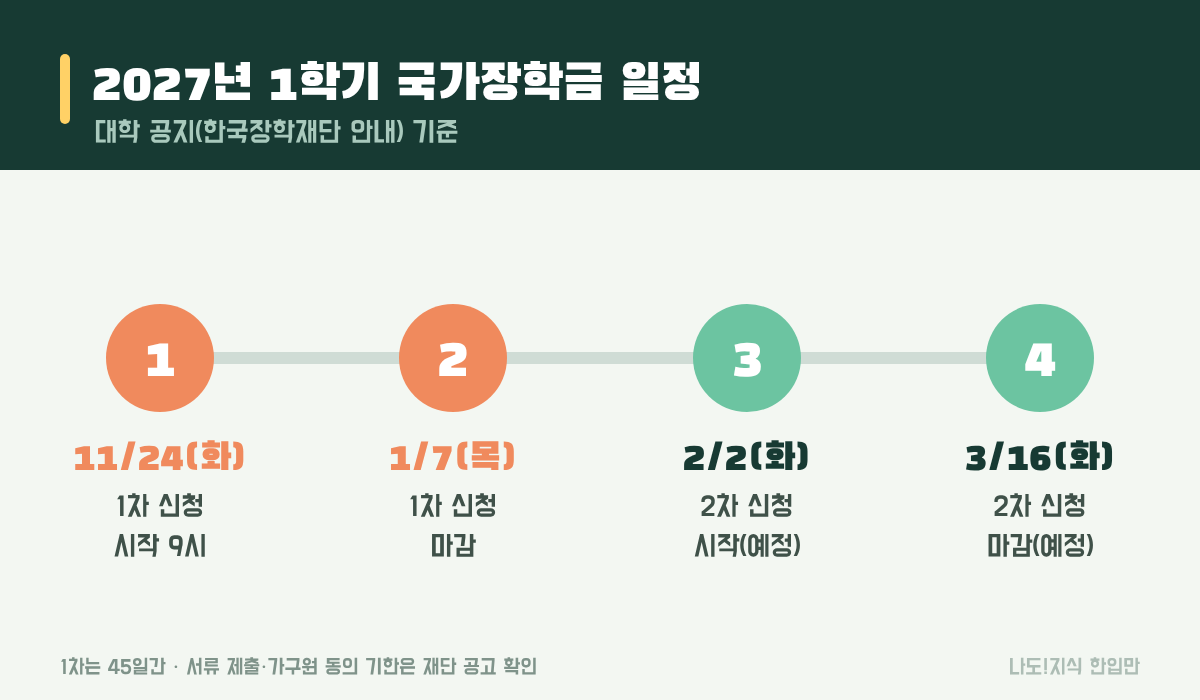 2027년 1학기 국가장학금 일정
대학 공지(한국장학재단 안내) 기준
1
2
3
4
11/24(화)
1/7(목)
2/2(화)
3/16(화)
1차 신청
1차 신청
2차 신청
2차 신청
시작 9시
마감
시작(예정)
마감(예정)
1차는 45일간 · 서류 제출·가구원 동의 기한은 재단 공고 확인
나도!지식 한입만